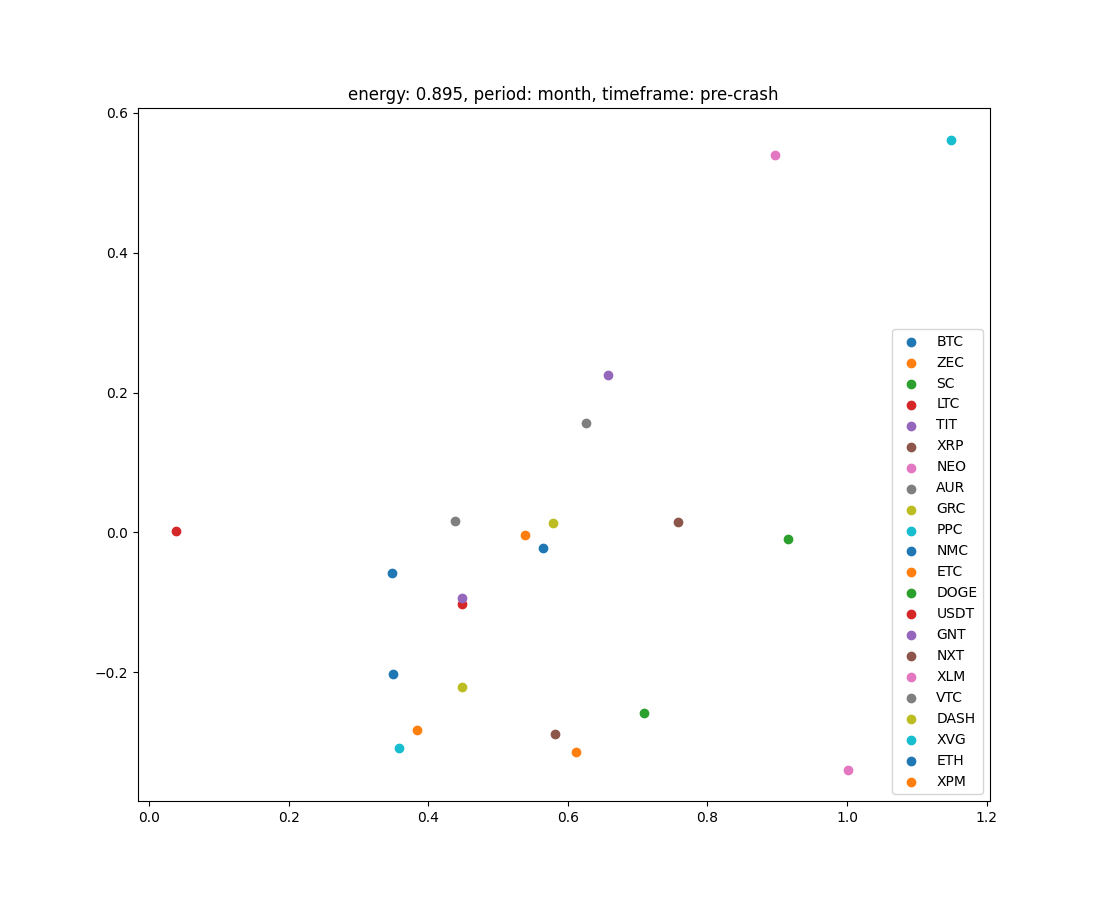 energy: 0.895, period: month, timeframe: pre-crash
0.6
0.4
0.2
0.0
−0.2
BTC
ZEC
SC
LTC
TIT
XRP
NEO
AUR
GRC
PPC
NMC
ETC
DOGE
USDT
GNT
NXT
XLM
VTC
DASH
XVG
ETH
XPM
0.0 0.2 0.4 0.6 0.8 1.0 1.2